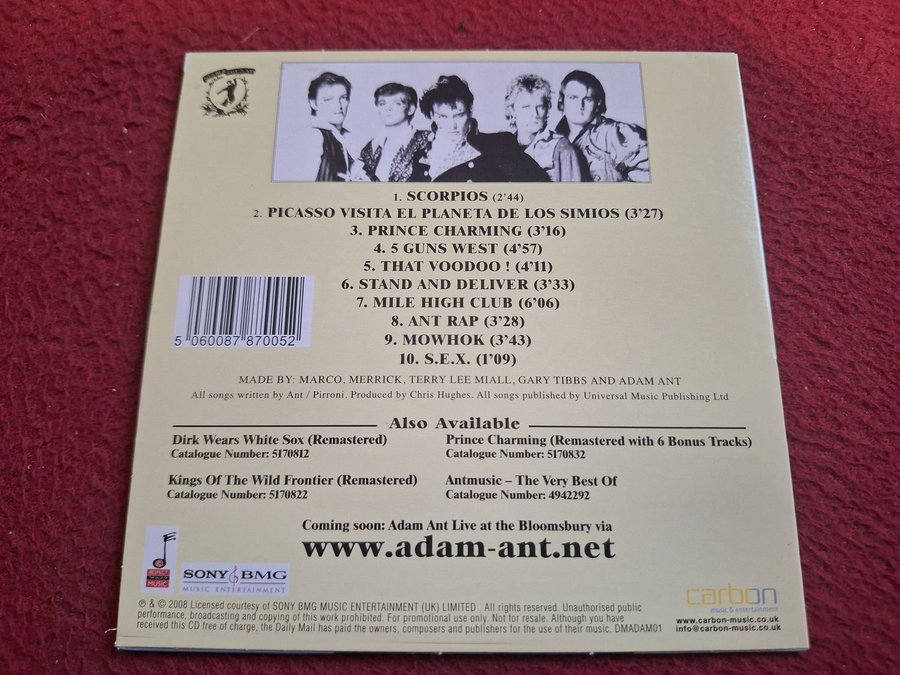 1. SCORPIOS (2'44)
2. PICASSO VISITA EL PLANETA DE LOS SIMIOS (3'27)
3. PRINCE CHARMING (3'16)
4. 5 GUNS WEST (4'57)
5. THAT VOODOO ! (4'11)
6. STAND AND DELIVER (3'33)
7. MILE HIGH CLUB (6'06)
8. ANT RAP (3'28)
9. MOWHOK (3'43)
10. S.E.X. (1'09)
5 060087 870052
MADE BY: MARCO, MERRICK, TERRY LEE MIALL, GARY TIBBS AND ADAM ANT
All songs written by Ant / Pirroni. Produced by Chris Hughes. All songs published by Universal Music Publishing Ltd
Also Available
Dirk Wears White Sox (Remastered)
Catalogue Number: 5170812
Prince Charming (Remastered with 6 Bonus Tracks)
Catalogue Number: 5170832
Kings Of The Wild Frontier (Remastered)
Catalogue Number: 5170822
Antmusic – The Very Best Of
Catalogue Number: 4942292
Coming soon: Adam Ant Live at the Bloomsbury via
www.adam-ant.net
RESPECT
MUSIC
SONY BMG
MUSIC ENTERTAINMENT
carbon
music & entertainment
www.carbon-music.co.uk
info@carbon-music.co.uk
℗ & © 2008 Licensed courtesy of SONY BMG MUSIC ENTERTAINMENT (UK) LIMITED . All rights reserved. Unauthorised public
performance, broadcasting and copying of this work prohibited. For promotional use only. Not for resale. Although you have
received this CD free of charge, the Daily Mail has paid the owners, composers and publishers for the use of their music. DMADAM01